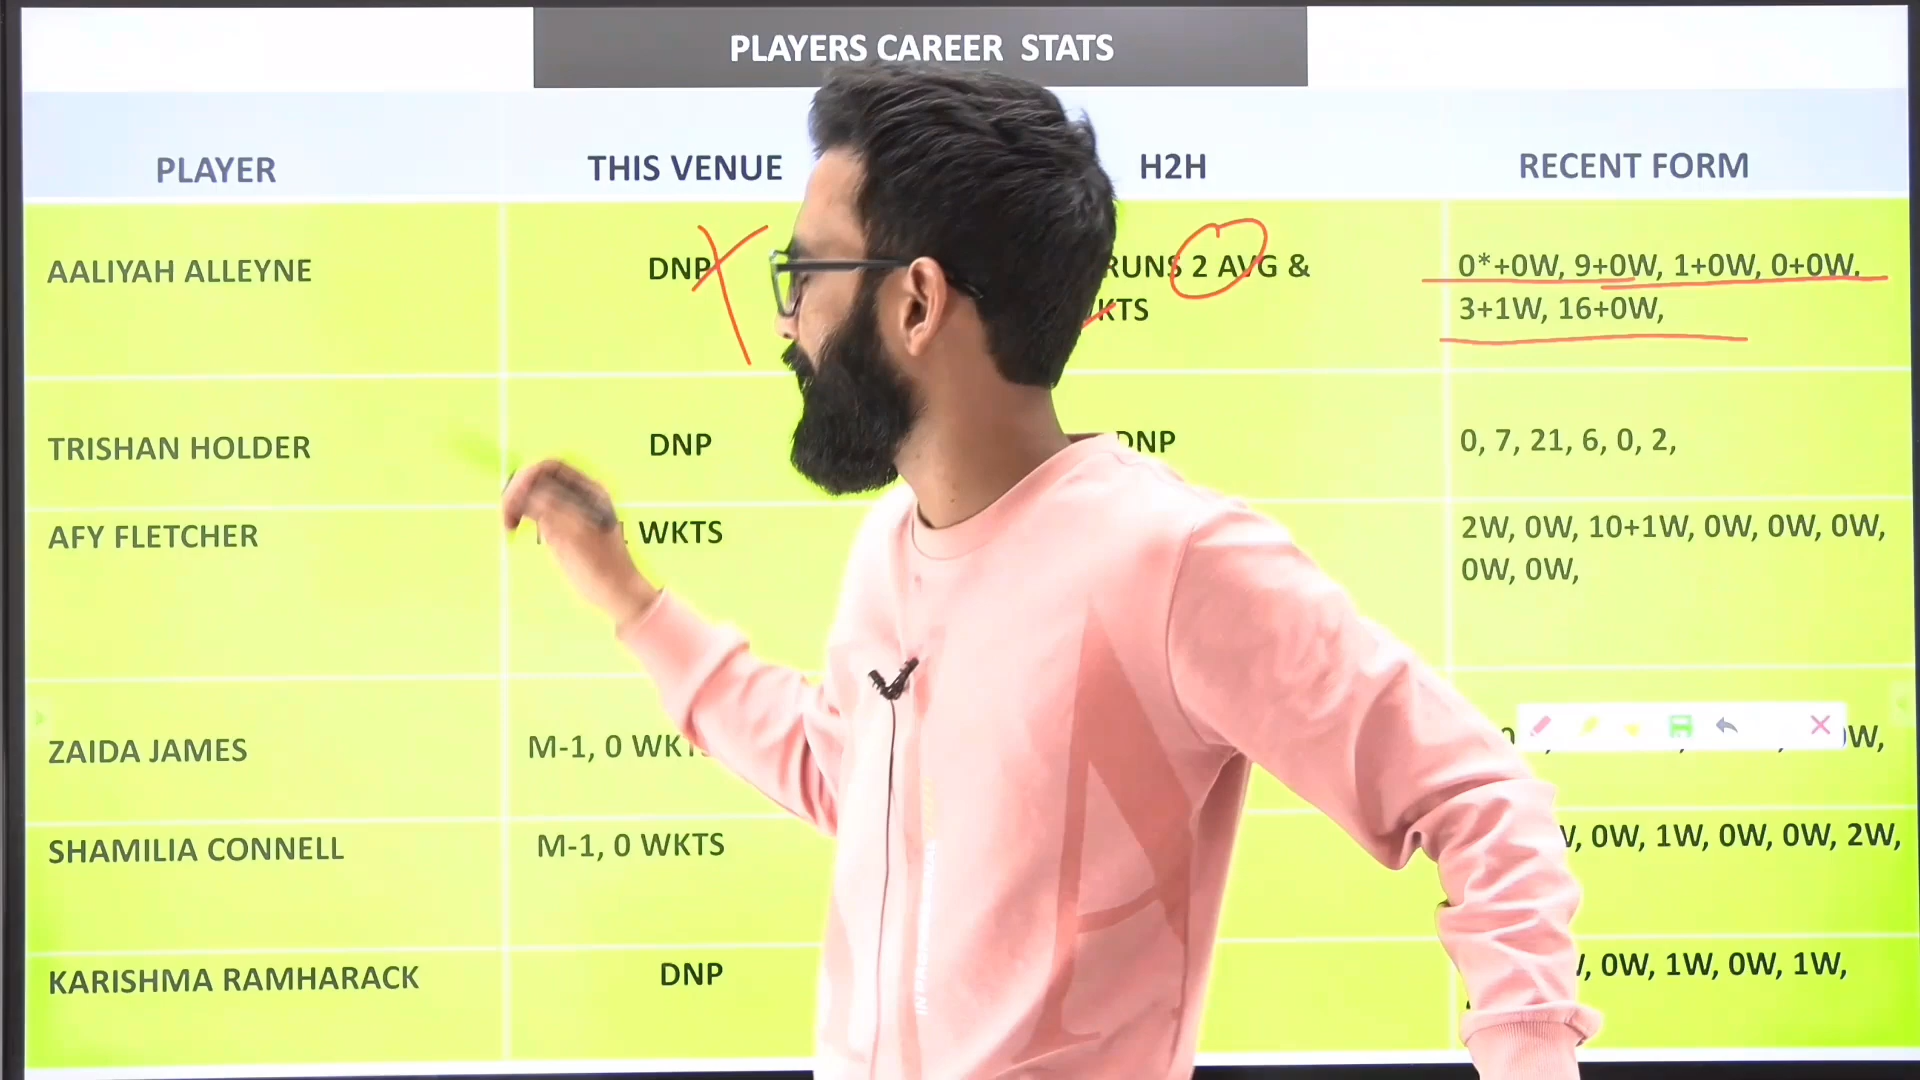 PLAYERS CAREER STATS
PLAYER THIS VENUE H2H RECENT FORM
AALIYAH ALLEYNE DNP RUNS 2 AVG & 0*+0W, 9+0W, 1+0W, 0+0W,
3+1W, 16+0W,
TRISHAN HOLDER DNP DNP 0, 7, 21, 6, 0, 2,
AFY FLETCHER WKTS 2W, 0W, 10+1W, 0W, 0W, 0W,
0W, 0W,
ZAIDA JAMES M-1, 0
SHAMILIA CONNELL M-1, 0 WKTS 0W, 1W, 0W, 0W, 2W,
KARISHMA RAMHARACK DNP 0W, 1W, 0W, 1W,